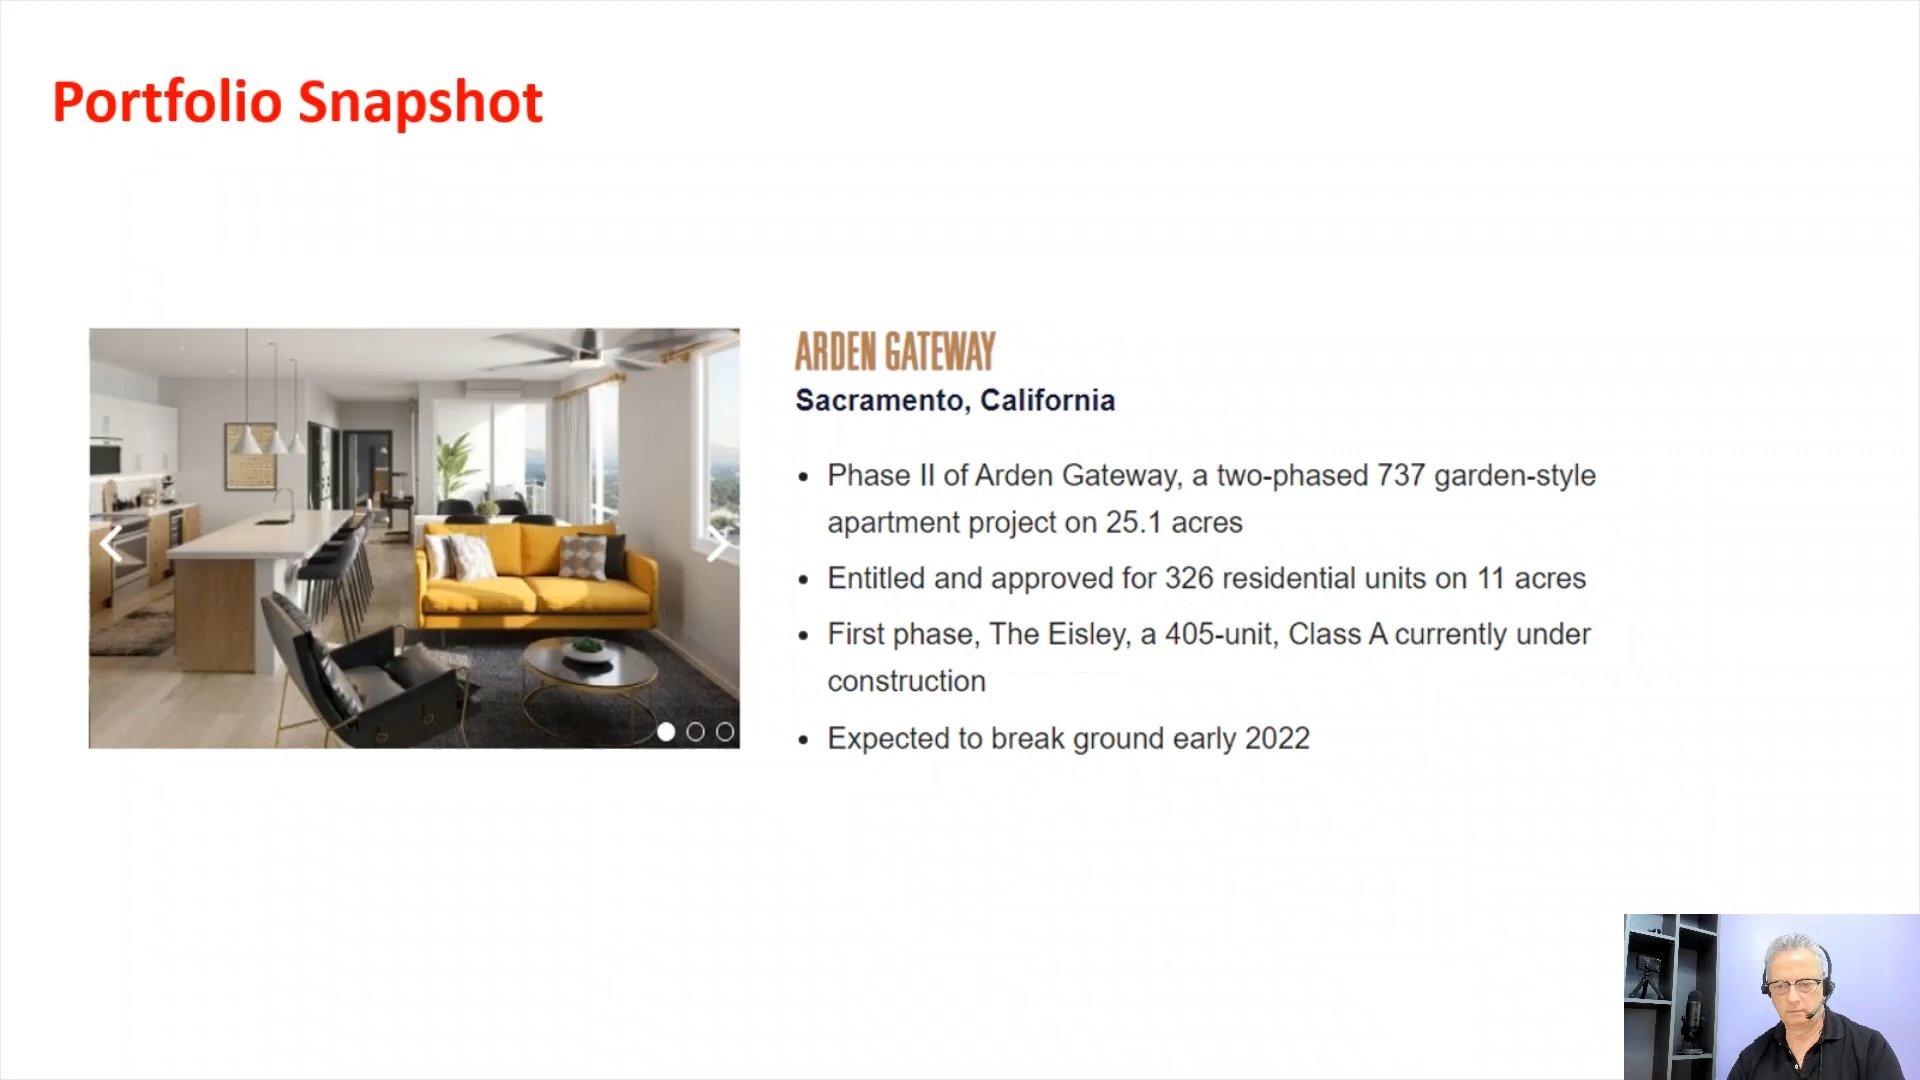 Portfolio Snapshot
ARDEN GATEWAY
Sacramento, California
• Phase II of Arden Gateway, a two-phased 737 garden-style
apartment project on 25.1 acres
• Entitled and approved for 326 residential units on 11 acres
• First phase, The Eisley, a 405-unit, Class A currently under
construction
• Expected to break ground early 2022